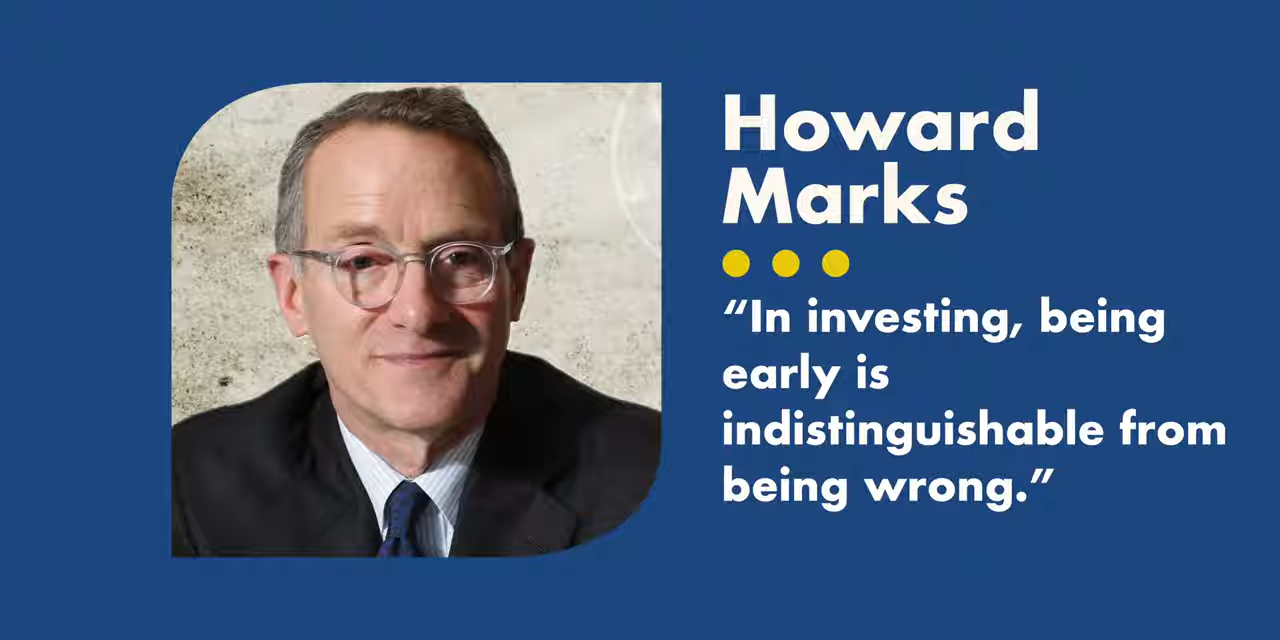 Howard
Marks
“In investing, being
early is
indistinguishable from
being wrong.”